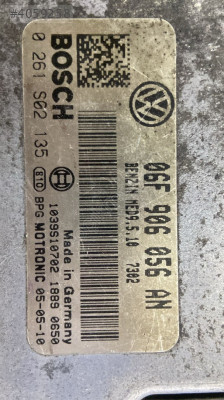 BOSCH
0 261 S02 135
06F 906 056 AN
BENZIN MED9.5.10 7302
1039S10702 1889 0650
Made in Germany
BPG MOTRONIC 05-05-10